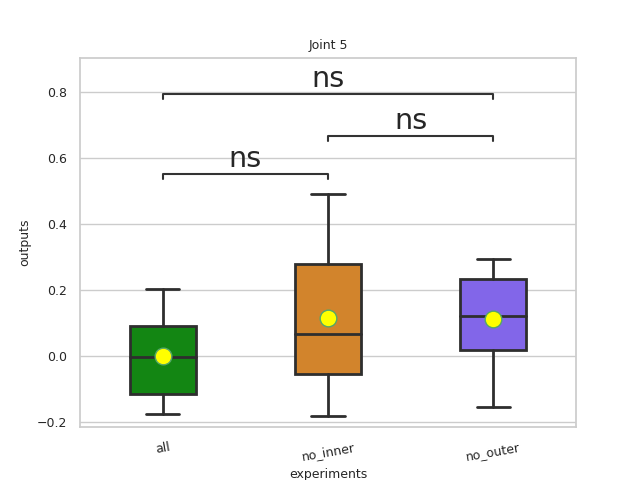 Joint 5
ns
ns
ns
0.8
0.6
0.4
0.2
0.0
−0.2
outputs
all
no_inner
no_outer
experiments